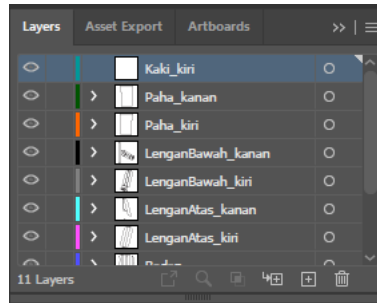 Layers Asset Export Artboards
Kaki_kiri
Paha_kanan
Paha_kiri
LenganBawah_kanan
LenganBawah_kiri
LenganAtas_kanan
LenganAtas_kiri
11 Layers